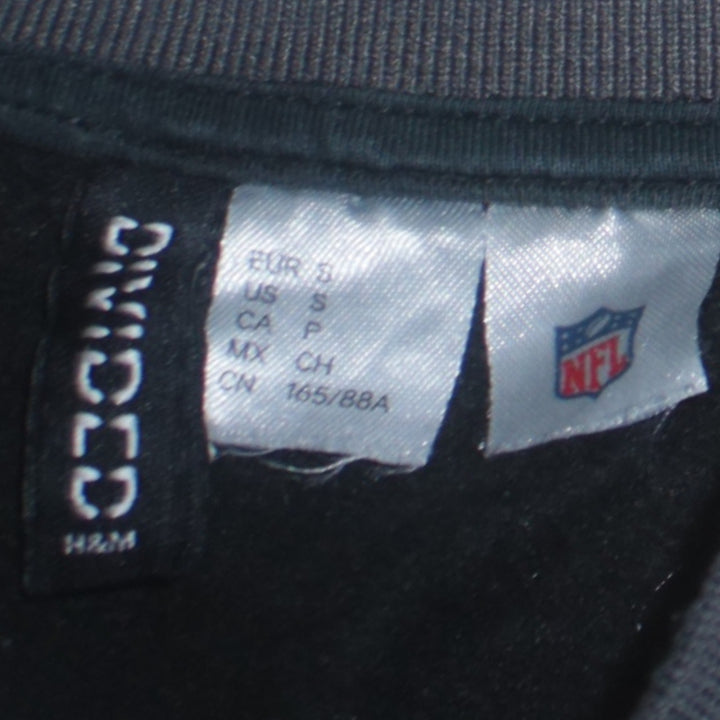 DIVIDED
H&M
EUR S
US S
CA P
MX CH
CN 165/88A
NFL